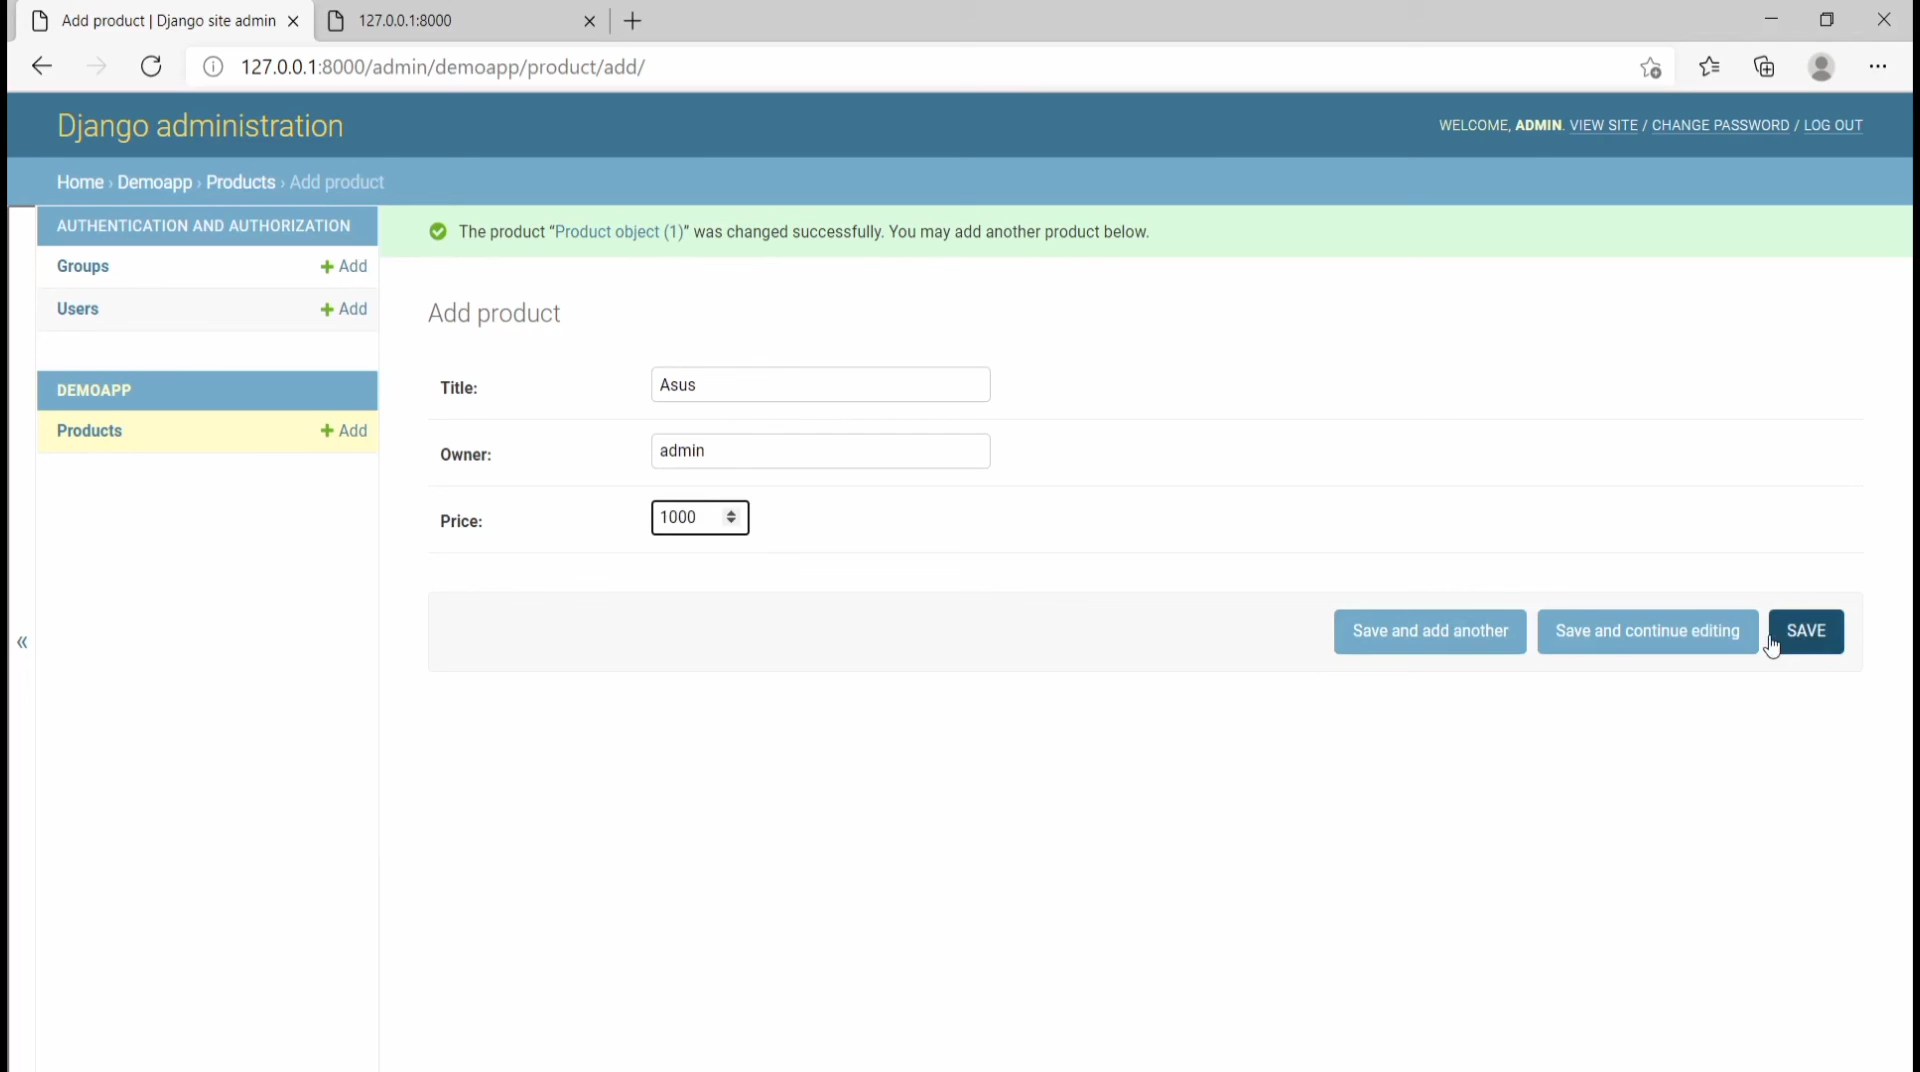 Add product | Django site admin
127.0.0.1:8000
127.0.0.1:8000/admin/demoapp/product/add/
Django administration
WELCOME, ADMIN. VIEW SITE / CHANGE PASSWORD / LOG OUT
Home › Demoapp › Products › Add product
AUTHENTICATION AND AUTHORIZATION
Groups + Add
Users + Add
DEMOAPP
Products + Add
«
The product “Product object (1)” was changed successfully. You may add another product below.
Add product
Title: Asus
Owner: admin
Price: 1000
Save and add another Save and continue editing SAVE